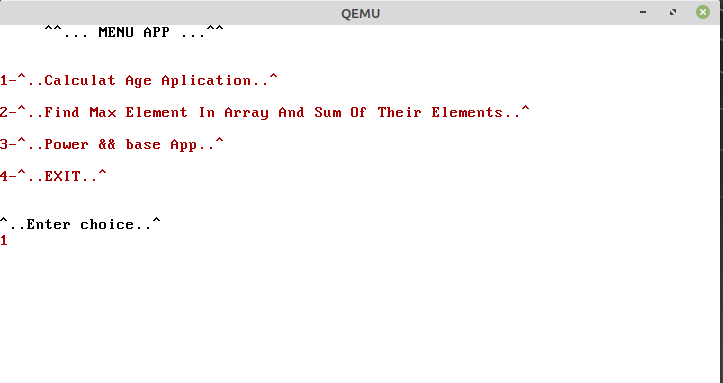 QEMU
^^... MENU APP ...^^
1-^..Calculat Age Aplication..^
2-^..Find Max Element In Array And Sum Of Their Elements..^
3-^..Power && base App..^
4-^..EXIT..^
^..Enter choice..^
1